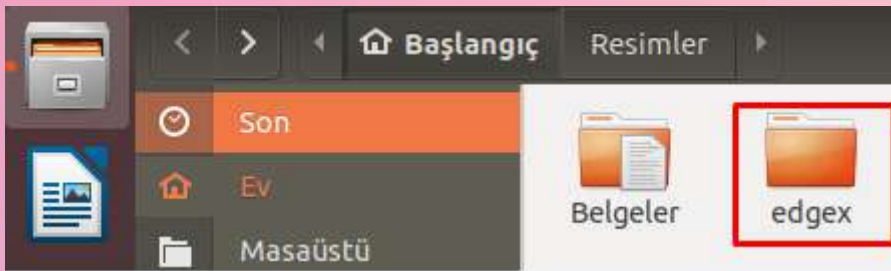 Başlangıç Resimler
Son
Ev
Masaüstü
Belgeler edgex